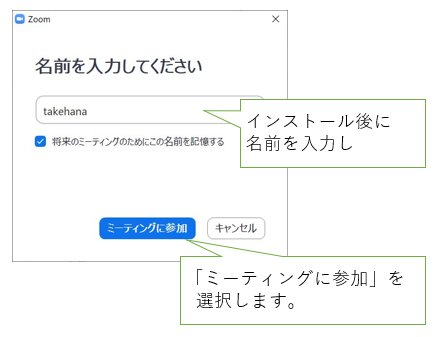 Zoom
名前を入力してください
takehana
インストール後に
名前を入力し
将来のミーティングのためにこの名前を記憶する
ミーティングに参加
キャンセル
「ミーティングに参加」を
選択します。